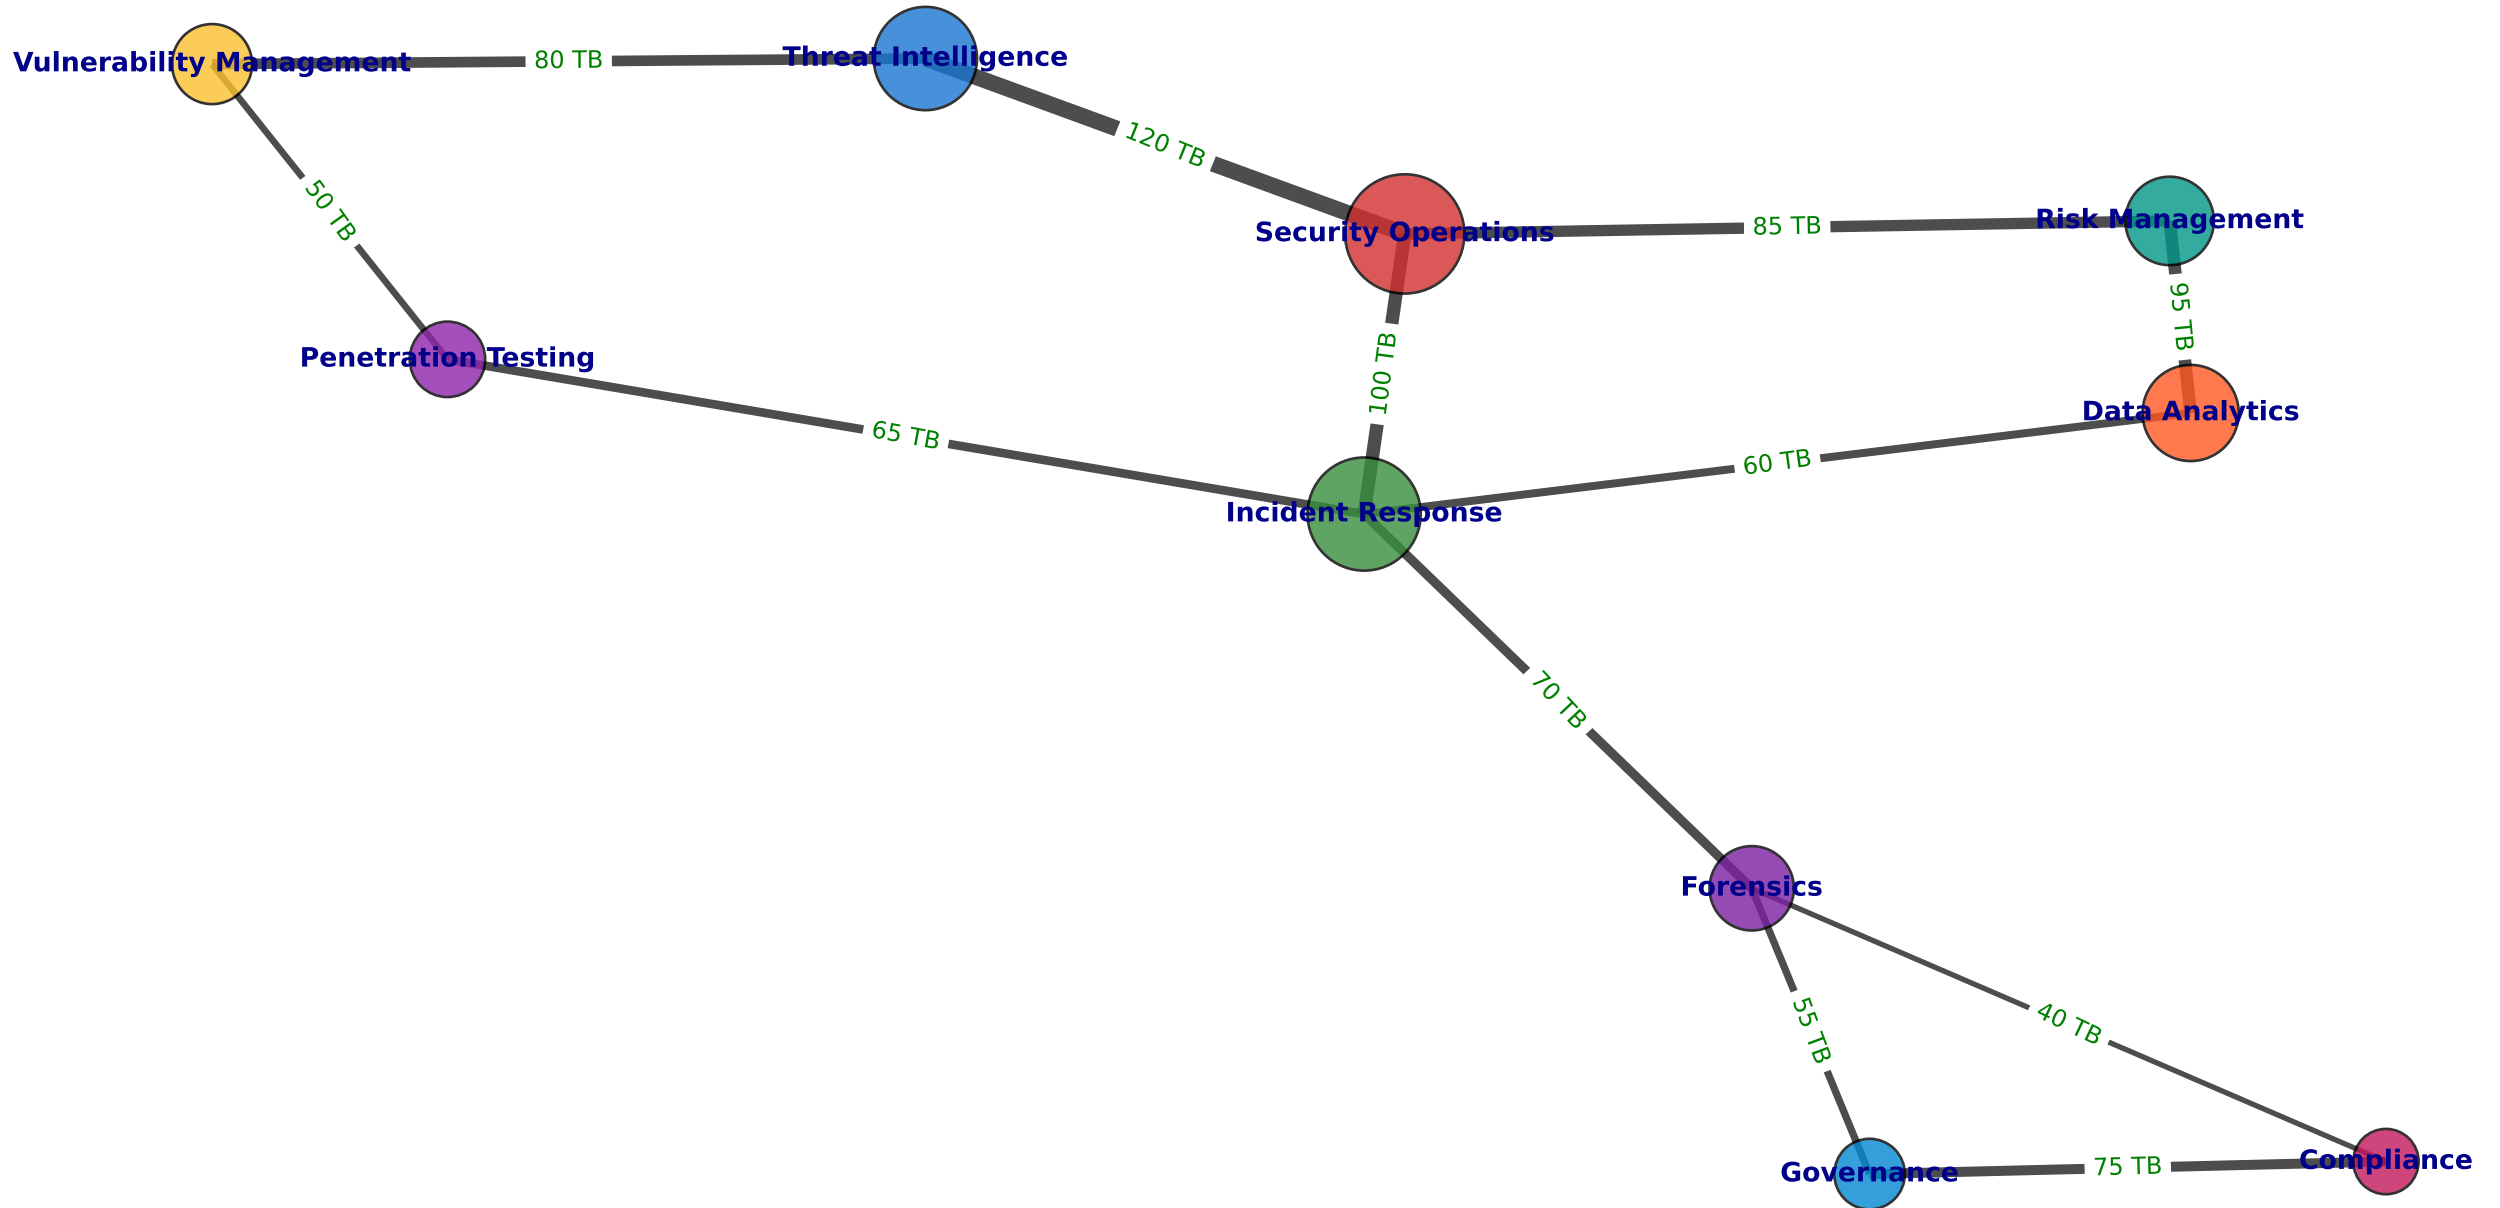 Vulnerability Management
80 TB
Threat Intelligence
120 TB
50 TB
Security Operations
85 TB
Risk Management
95 TB
100 TB
Penetration Testing
65 TB
Data Analytics
60 TB
Incident Response
70 TB
Forensics
55 TB
40 TB
Governance
75 TB
Compliance